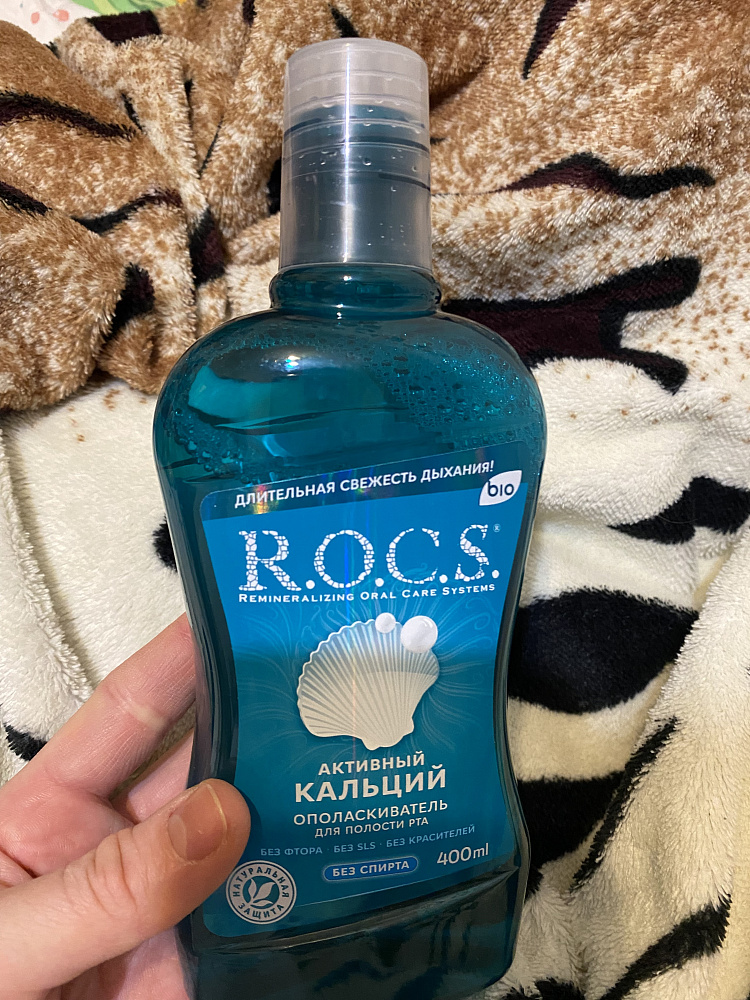 ДЛИТЕЛЬНАЯ СВЕЖЕСТЬ ДЫХАНИЯ!
bio
R.O.C.S.®
REMINERALIZING ORAL CARE SYSTEMS
АКТИВНЫЙ
КАЛЬЦИЙ
ОПОЛАСКИВАТЕЛЬ
ДЛЯ ПОЛОСТИ РТА
БЕЗ ФТОРА · БЕЗ SLS · БЕЗ КРАСИТЕЛЕЙ
БЕЗ СПИРТА
400ml
НАТУРАЛЬНАЯ
ЗАЩИТА